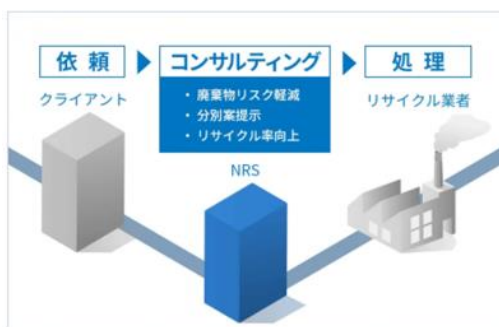 依頼
コンサルティング
処理
クライアント
・廃棄物リスク軽減
・分別案提示
・リサイクル率向上
リサイクル業者
NRS